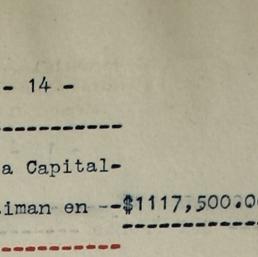 - 14 -
a Capital-
iman en --$1117,500.0